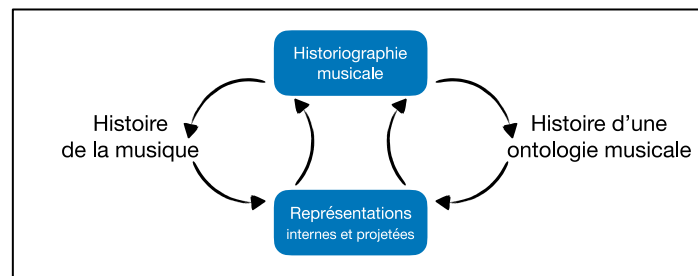 Historiographie
musicale
Histoire
de la musique
Histoire d’une
ontologie musicale
Représentations
internes et projetées